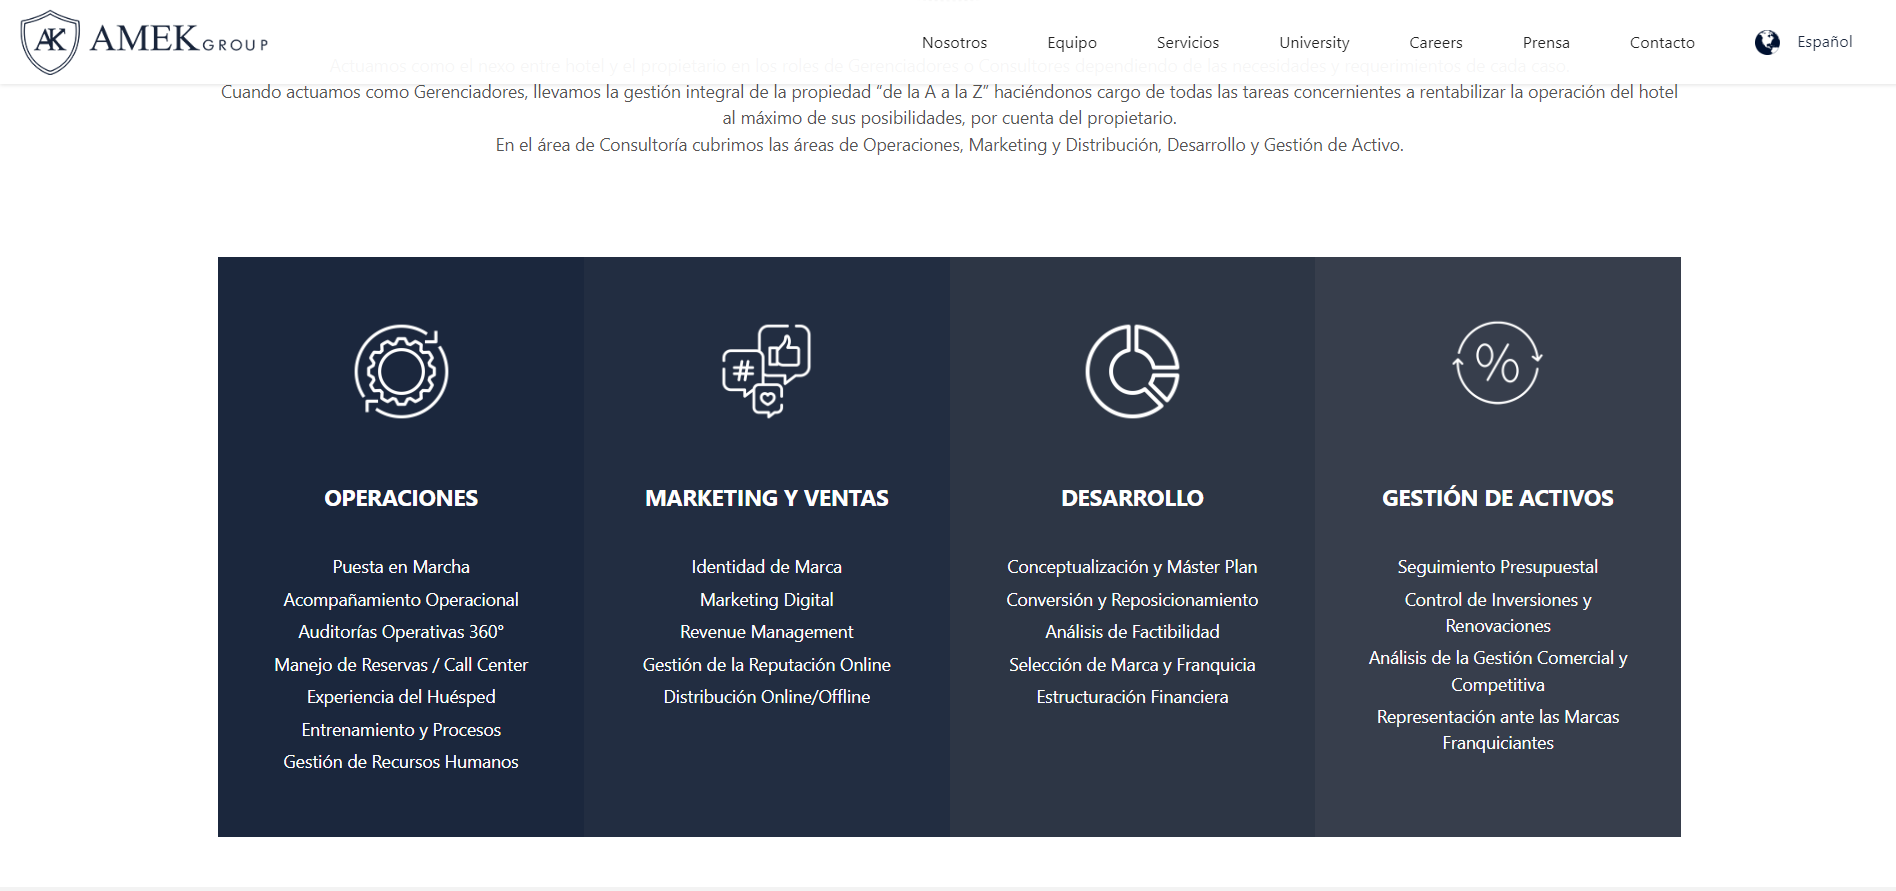 AK AMEK GROUP
Nosotros Equipo Servicios University Careers Prensa Contacto Español
Actuamos como el nexo entre hotel y el propietario en los roles de Gerenciadores o Consultores dependiendo de las necesidades y requerimientos de cada caso.
Cuando actuamos como Gerenciadores, llevamos la gestión integral de la propiedad “de la A a la Z” haciéndonos cargo de todas las tareas concernientes a rentabilizar la operación del hotel
al máximo de sus posibilidades, por cuenta del propietario.
En el área de Consultoría cubrimos las áreas de Operaciones, Marketing y Distribución, Desarrollo y Gestión de Activo.
#
%
OPERACIONES
Puesta en Marcha
Acompañamiento Operacional
Auditorías Operativas 360°
Manejo de Reservas / Call Center
Experiencia del Huésped
Entrenamiento y Procesos
Gestión de Recursos Humanos
MARKETING Y VENTAS
Identidad de Marca
Marketing Digital
Revenue Management
Gestión de la Reputación Online
Distribución Online/Offline
DESARROLLO
Conceptualización y Máster Plan
Conversión y Reposicionamiento
Análisis de Factibilidad
Selección de Marca y Franquicia
Estructuración Financiera
GESTIÓN DE ACTIVOS
Seguimiento Presupuestal
Control de Inversiones y
Renovaciones
Análisis de la Gestión Comercial y
Competitiva
Representación ante las Marcas
Franquiciantes